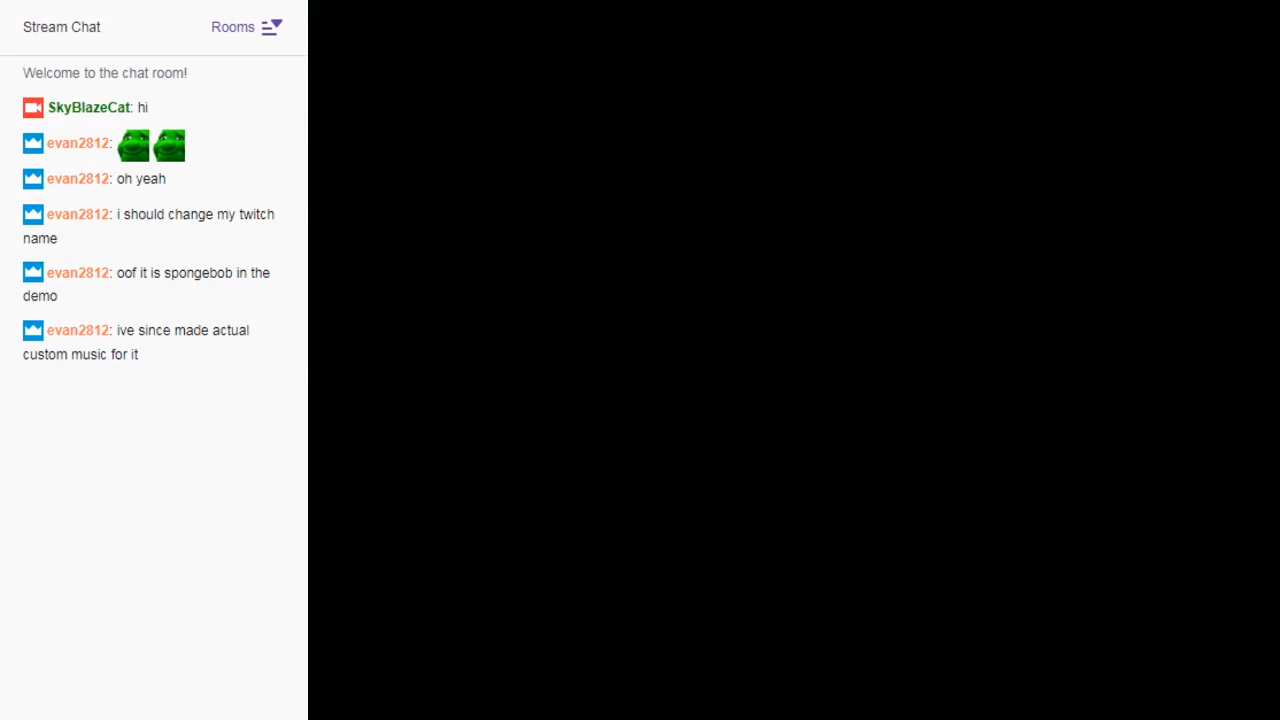 Stream Chat
Rooms
Welcome to the chat room!
SkyBlazeCat: hi
evan2812:
evan2812: oh yeah
evan2812: i should change my twitch
name
evan2812: oof it is spongebob in the
demo
evan2812: ive since made actual
custom music for it